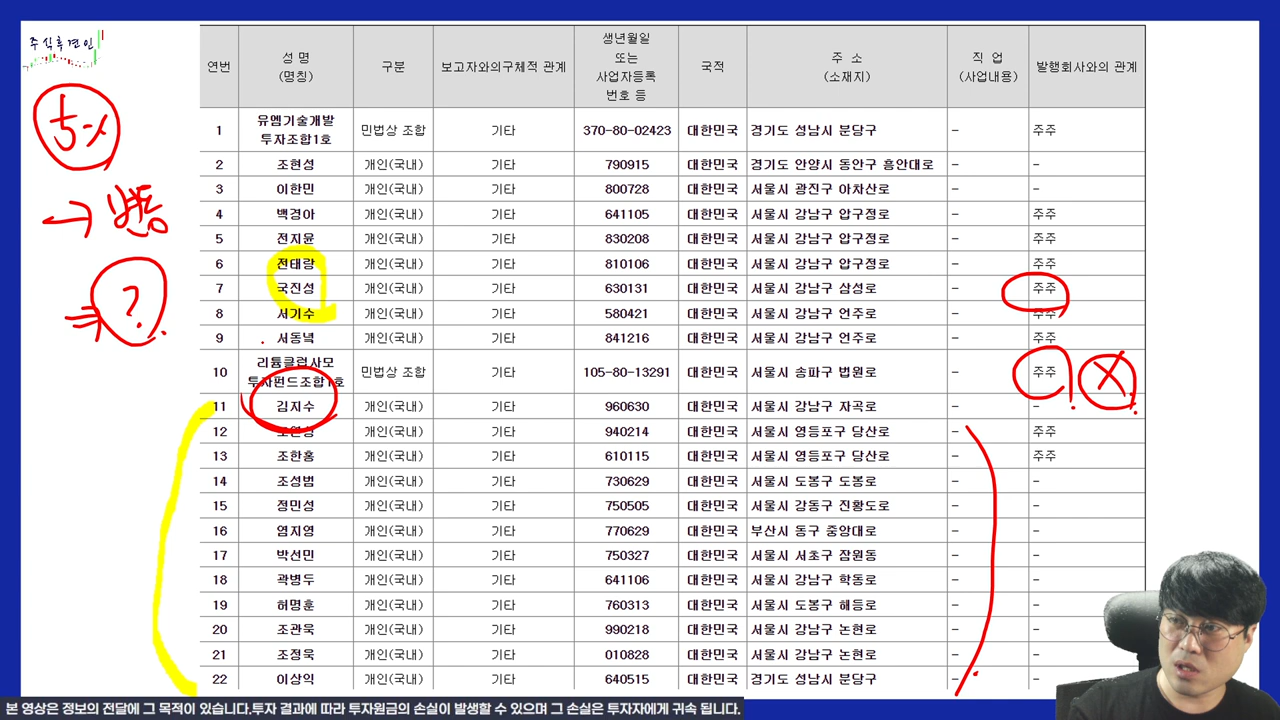 주식후견인
5%
→ 변동
⇒ ?
연번 성 명 (명칭) 구분 보고자와의구체적 관계 생년월일 또는 사업자등록 번호 등 국적 주 소 (소재지) 직 업 (사업내용) 발행회사와의 관계
1 유엠기술개발 투자조합1호 민법상 조합 기타 370-80-02423 대한민국 경기도 성남시 분당구 - 주주
2 조현성 개인(국내) 기타 790915 대한민국 경기도 안양시 동안구 흥안대로 - -
3 이한민 개인(국내) 기타 800728 대한민국 서울시 광진구 아차산로 - -
4 백경아 개인(국내) 기타 641105 대한민국 서울시 강남구 압구정로 - 주주
5 전지윤 개인(국내) 기타 830208 대한민국 서울시 강남구 압구정로 - 주주
6 전태랑 개인(국내) 기타 810106 대한민국 서울시 강남구 압구정로 - 주주
7 국진성 개인(국내) 기타 630131 대한민국 서울시 강남구 삼성로 - 주주
8 서기수 개인(국내) 기타 580421 대한민국 서울시 강남구 언주로 - 주주
9 서동녘 개인(국내) 기타 841216 대한민국 서울시 강남구 언주로 - 주주
10 리튬클럽사모 투자펀드조합1호 민법상 조합 기타 105-80-13291 대한민국 서울시 송파구 법원로 - 주주 X
11 김지수 개인(국내) 기타 960630 대한민국 서울시 강남구 자곡로 - -
12 개인(국내) 기타 940214 대한민국 서울시 영등포구 당산로 - 주주
13 조한홈 개인(국내) 기타 610115 대한민국 서울시 영등포구 당산로 - 주주
14 조성범 개인(국내) 기타 730629 대한민국 서울시 도봉구 도봉로 - -
15 정민성 개인(국내) 기타 750505 대한민국 서울시 강동구 진황도로 - -
16 염지영 개인(국내) 기타 770629 대한민국 부산시 동구 중앙대로 - -
17 박선민 개인(국내) 기타 750327 대한민국 서울시 서초구 잠원동 - -
18 곽병두 개인(국내) 기타 641106 대한민국 서울시 강남구 학동로 - -
19 허명훈 개인(국내) 기타 760313 대한민국 서울시 도봉구 해등로 - -
20 조관욱 개인(국내) 기타 990218 대한민국 서울시 강남구 논현로 - -
21 조정욱 개인(국내) 기타 010828 대한민국 서울시 강남구 논현로 - -
22 이상익 개인(국내) 기타 640515 대한민국 경기도 성남시 분당구 - -
본 영상은 정보의 전달에 그 목적이 있습니다.투자 결과에 따라 투자원금의 손실이 발생할 수 있으며 그 손실은 투자자에게 귀속 됩니다.